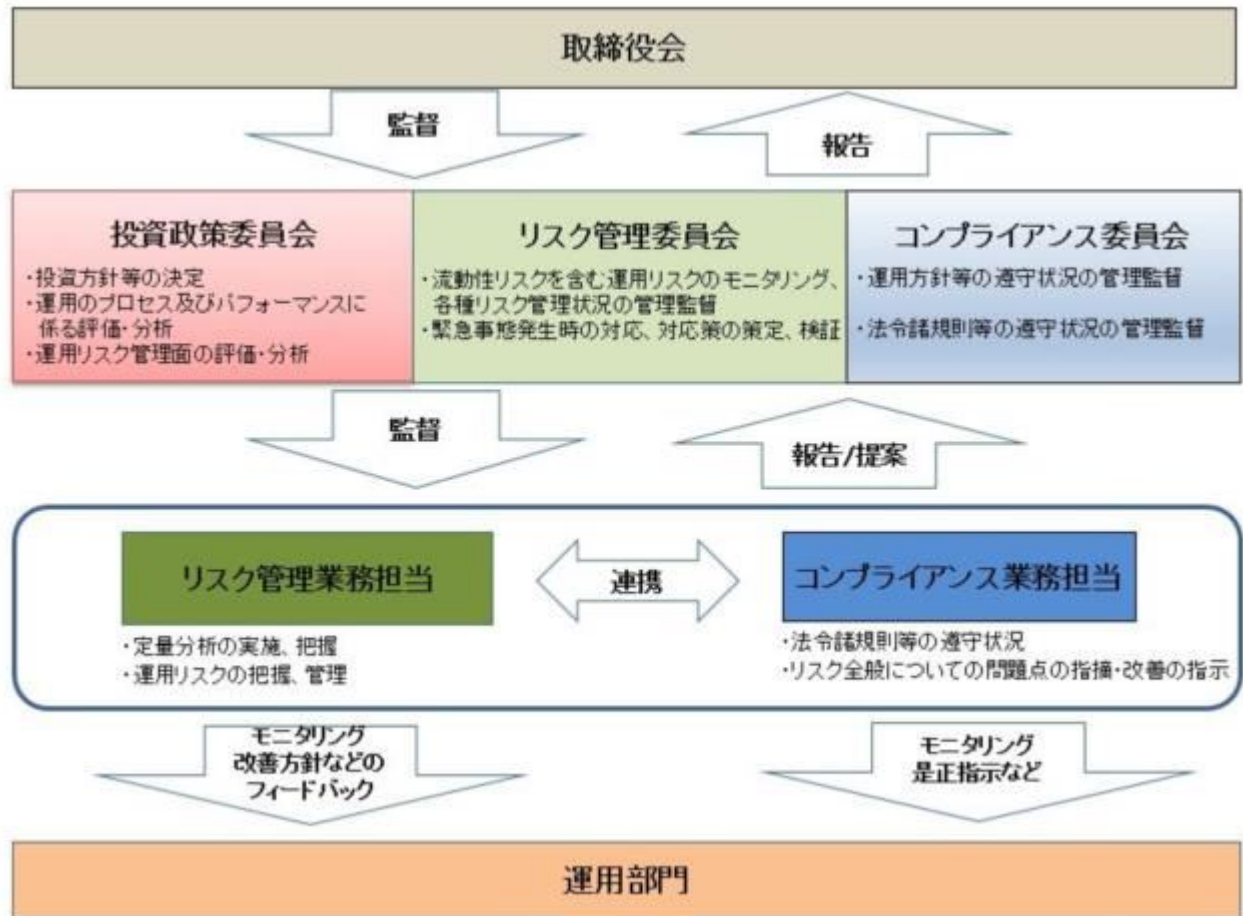 取締役会
監督
報告
投資政策委員会
・投資方針等の決定
・運用のプロセス及びパフォーマンスに
係る評価・分析
・運用リスク管理面の評価・分析
リスク管理委員会
・流動性リスクを含む運用リスクのモニタリング、
各種リスク管理状況の管理監督
・緊急事態発生時の対応、対応策の策定、検証
コンプライアンス委員会
・運用方針等の遵守状況の管理監督
・法令諸規則等の遵守状況の管理監督
監督
報告/提案
リスク管理業務担当
・定量分析の実施、把握
・運用リスクの把握、管理
連携
コンプライアンス業務担当
・法令諸規則等の遵守状況
・リスク全般についての問題点の指摘・改善の指示
モニタリング
改善方針などの
フィードバック
モニタリング
是正指示など
運用部門